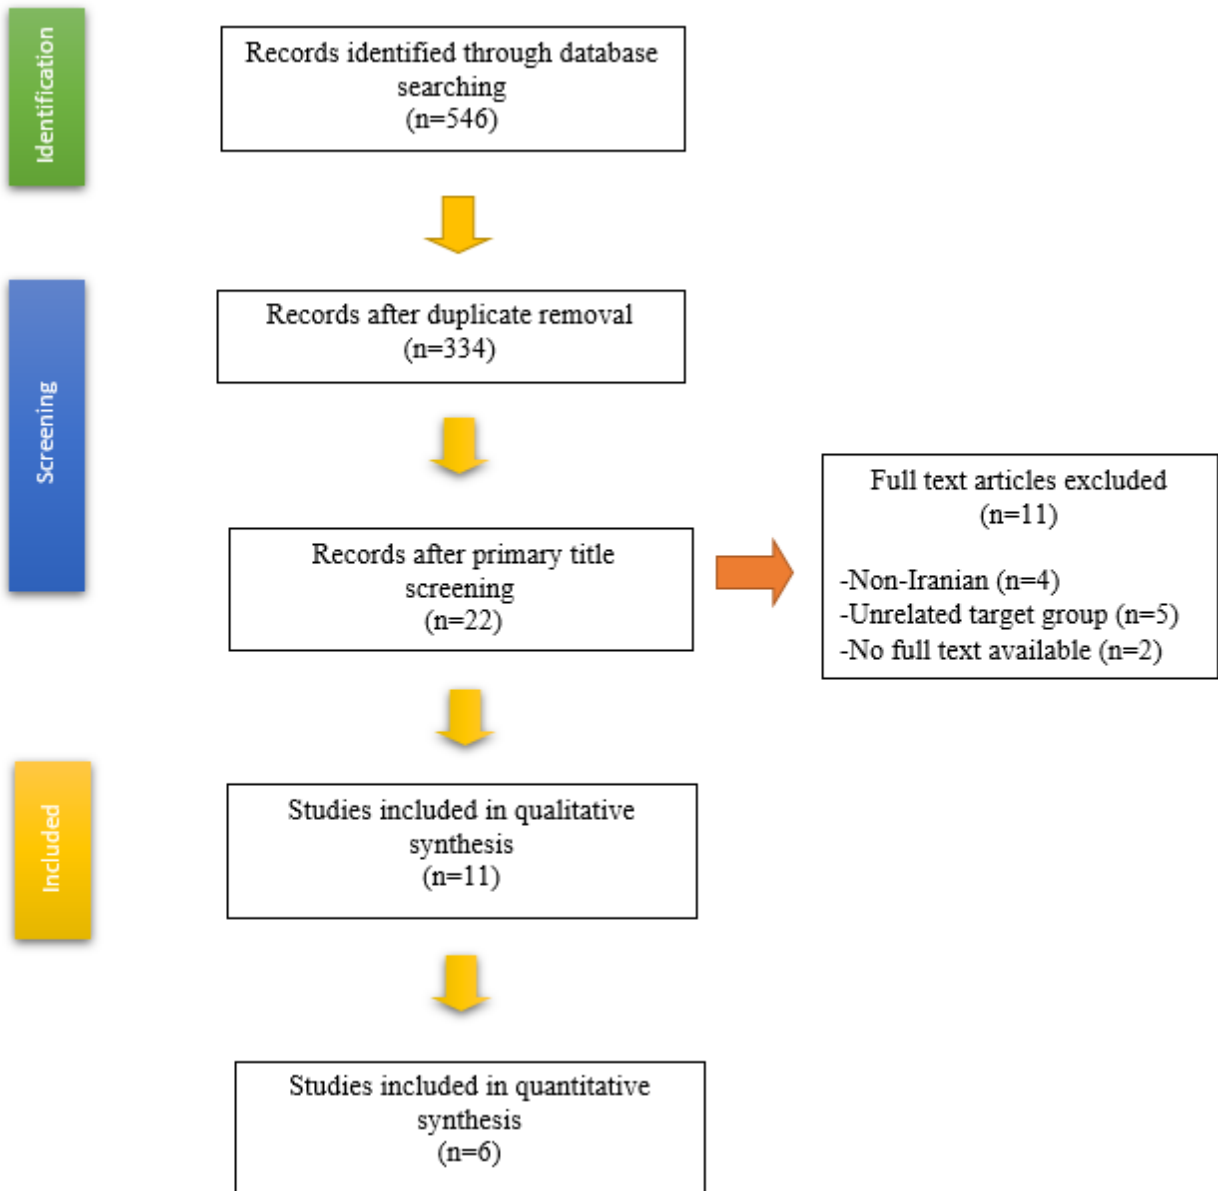 Identification
Records identified through database
searching
(n=546)
Records after duplicate removal
(n=334)
Screening
Records after primary title
screening
(n=22)
Full text articles excluded
(n=11)
-Non-Iranian (n=4)
-Unrelated target group (n=5)
-No full text available (n=2)
Included
Studies included in qualitative
synthesis
(n=11)
Studies included in quantitative
synthesis
(n=6)